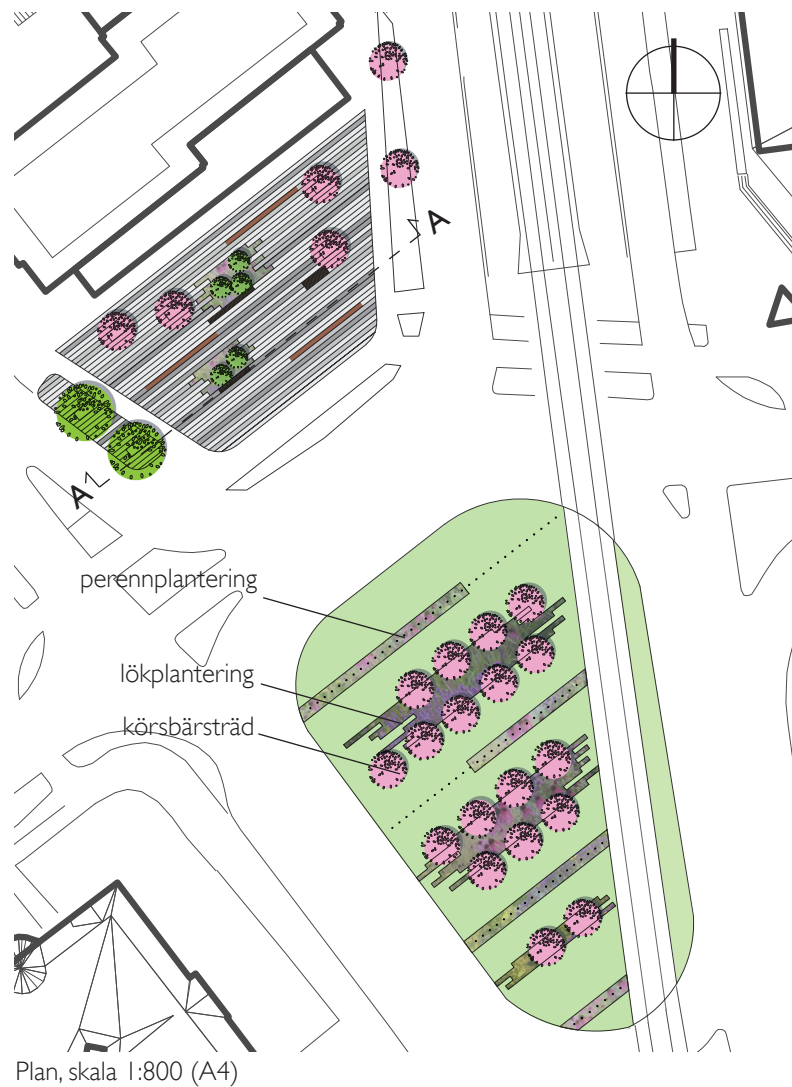 A
A
perennplantering
lökplantering
körsbärsträd
Plan, skala 1:800 (A4)